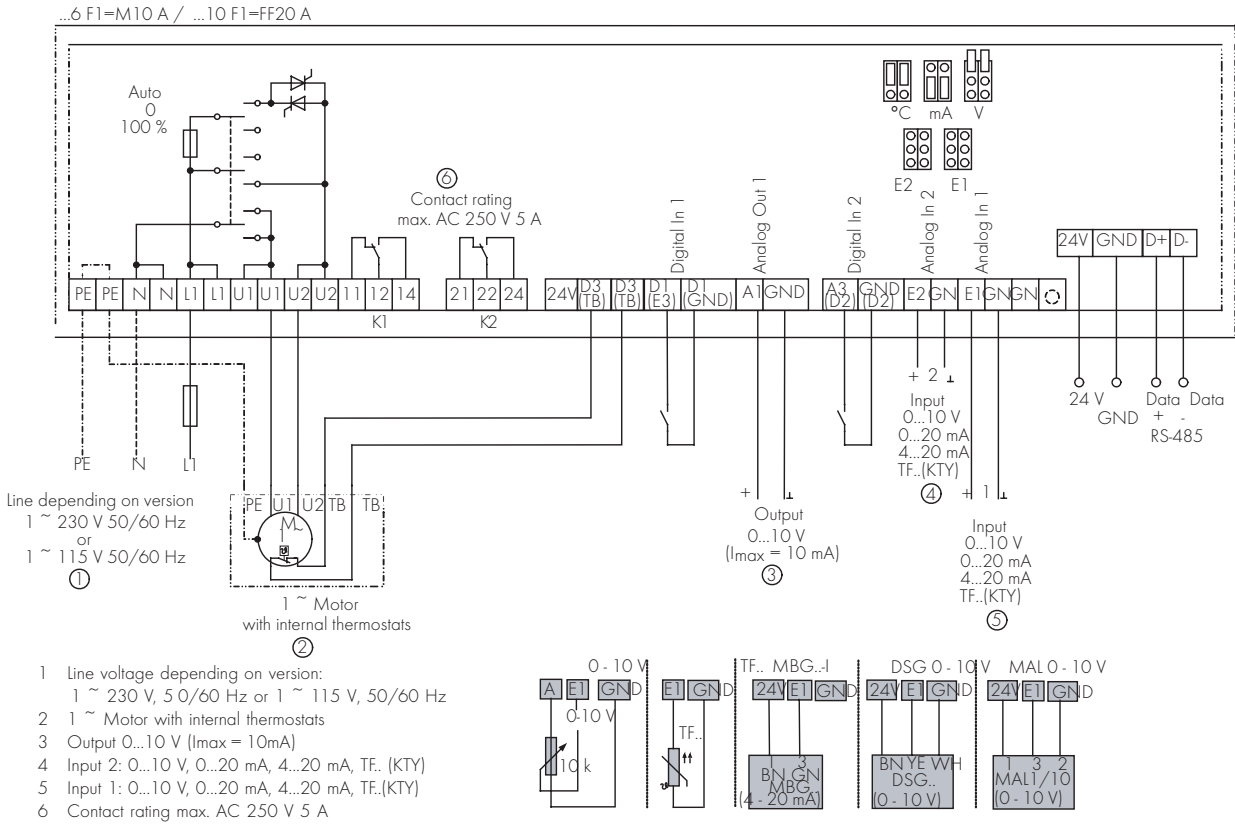 ...6 F1=M10 A / ...10 F1=FF20 A
Auto
0
100 %
°C mA V
E2 E1
6
Contact rating
max. AC 250 V 5 A
Digital In 1
Analog Out 1
Digital In 2
Analog In 2
Analog In 1
24V GND D+ D-
PE PE N N L1 L1 U1 U1 U2 U2 11 12 14
K1
21 22 24
K2
24V D3 (TB) D3 (TB) D1 (E3) D1 (GND)
A1 GND
A3 (D2) GND (D2) E2 GN E1 GN GN
PE N L1
Line depending on version
1 ~ 230 V 50/60 Hz
or
1 ~ 115 V 50/60 Hz
1
PE U1 U2 TB TB
M~
1
ϑ
1 ~ Motor
with internal thermostats
2
+ ⊥
Output
0...10 V
(Imax = 10 mA)
3
+ 2 ⊥
Input
0...10 V
0...20 mA
4...20 mA
TF..(KTY)
4
+ 1 ⊥
Input
0...10 V
0...20 mA
4...20 mA
TF..(KTY)
5
24 V
GND
Data Data
+ -
RS-485
1 Line voltage depending on version:
1 ~ 230 V, 5 0/60 Hz or 1 ~ 115 V, 50/60 Hz
2 1 ~ Motor with internal thermostats
3 Output 0...10 V (Imax = 10mA)
4 Input 2: 0...10 V, 0...20 mA, 4...20 mA, TF.. (KTY)
5 Input 1: 0...10 V, 0...20 mA, 4...20 mA, TF..(KTY)
6 Contact rating max. AC 250 V 5 A
0 - 10 V
A E1 GND
0-10 V
10 k
E1 GND
TF..
ϑ
TF.. MBG..-I
24V E1 GND
1 3
BN GN
MBG..
(4 - 20 mA)
DSG 0 - 10 V
24V E1 GND
BN YE WH
DSG..
(0 - 10 V)
MAL 0 - 10 V
24V E1 GND
1 3 2
MAL1/10
(0 - 10 V)